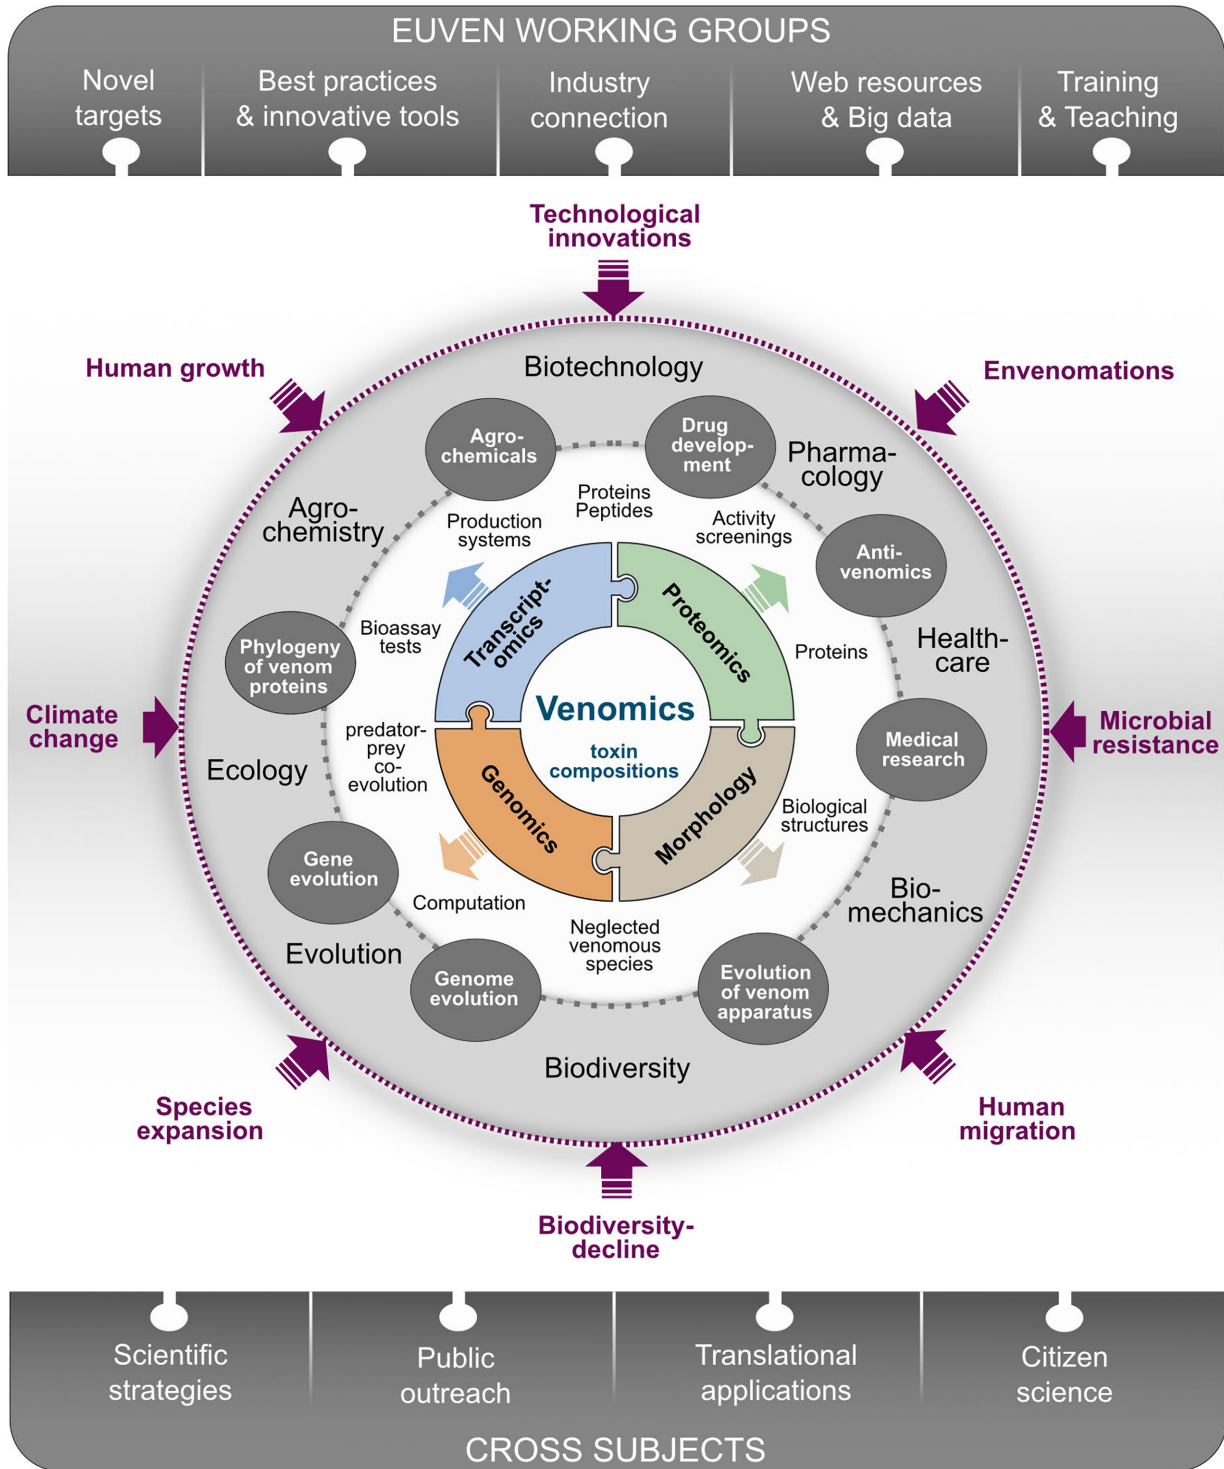 EUVEN WORKING GROUPS
Novel
targets
Best practices
& innovative tools
Industry
connection
Web resources
& Big data
Training
& Teaching
Technological
innovations
Human growth
Envenomations
Biotechnology
Agro-
chemicals
Drug
develop-
ment
Pharma-
cology
Agro-
chemistry
Production
systems
Proteins
Peptides
Activity
screenings
Anti-
venomics
Transcript-
omics
Proteomics
Bioassay
tests
Proteins
Health-
care
Phylogeny
of venom
proteins
Climate
change
predator-
prey
co-
evolution
Venomics
toxin
compositions
Medical
research
Microbial
resistance
Ecology
Genomics
Morphology
Biological
structures
Gene
evolution
Computation
Neglected
venomous
species
Bio-
mechanics
Evolution
Genome
evolution
Evolution
of venom
apparatus
Biodiversity
Species
expansion
Human
migration
Biodiversity-
decline
Scientific
strategies
Public
outreach
Translational
applications
Citizen
science
CROSS SUBJECTS